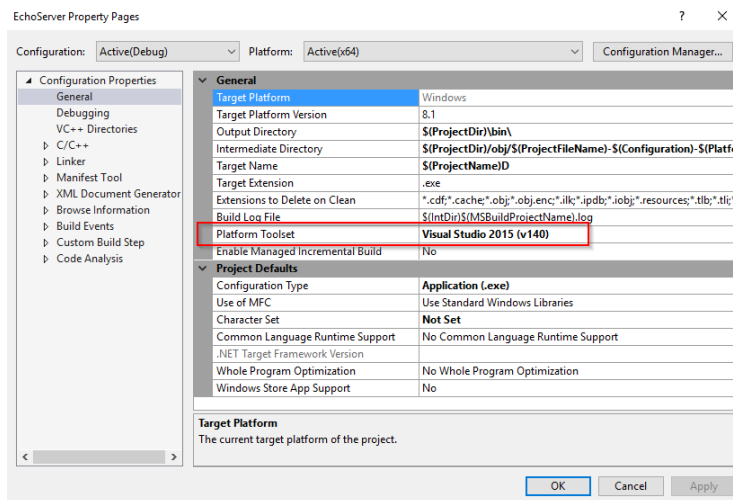 EchoServer Property Pages
? ×
Configuration: Active(Debug) Platform: Active(x64) Configuration Manager...
Configuration Properties
General
Debugging
VC++ Directories
C/C++
Linker
Manifest Tool
XML Document Generator
Browse Information
Build Events
Custom Build Step
Code Analysis
General
Target Platform Windows
Target Platform Version 8.1
Output Directory $(ProjectDir)\bin\
Intermediate Directory $(ProjectDir)/obj/$(ProjectFileName)-$(Configuration)-$(Platf
Target Name $(ProjectName)D
Target Extension .exe
Extensions to Delete on Clean *.cdf;*.cache;*.obj;*.obj.enc;*.ilk;*.ipdb;*.iobj;*.resources;*.tlb;*.tli;
Build Log File $(IntDir)$(MSBuildProjectName).log
Platform Toolset Visual Studio 2015 (v140)
Enable Managed Incremental Build No
Project Defaults
Configuration Type Application (.exe)
Use of MFC Use Standard Windows Libraries
Character Set Not Set
Common Language Runtime Support No Common Language Runtime Support
.NET Target Framework Version
Whole Program Optimization No Whole Program Optimization
Windows Store App Support No
Target Platform
The current target platform of the project.
OK Cancel Apply